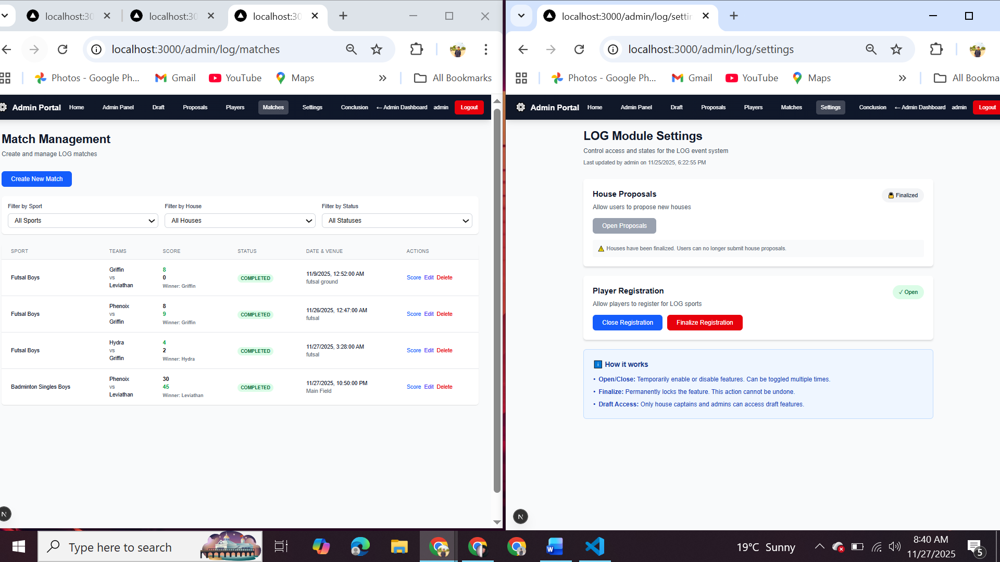 localhost:30
localhost:30
localhost:30
localhost:3000/admin/log/matches
Photos - Google Ph...
Gmail
YouTube
Maps
All Bookmarks
Admin Portal
Home
Admin Panel
Draft
Proposals
Players
Matches
Settings
Conclusion
← Admin Dashboard
admin
Logout
Match Management
Create and manage LOG matches
Create New Match
Filter by Sport
Filter by House
Filter by Status
All Sports
All Houses
All Statuses
SPORT TEAMS SCORE STATUS DATE & VENUE ACTIONS
Futsal Boys
Griffin
vs
Leviathan
8
0
Winner: Griffin
COMPLETED
11/9/2025, 12:52:00 AM
futsal ground
Score Edit Delete
Futsal Boys
Phenoix
vs
Griffin
8
9
Winner: Griffin
COMPLETED
11/26/2025, 12:47:00 AM
futsal
Score Edit Delete
Futsal Boys
Hydra
vs
Griffin
4
2
Winner: Hydra
COMPLETED
11/27/2025, 3:28:00 AM
futsal
Score Edit Delete
Badminton Singles Boys
Phenoix
vs
Leviathan
30
45
Winner: Leviathan
COMPLETED
11/27/2025, 10:50:00 PM
Main Field
Score Edit Delete
N
localhost:3000/admin/log/settin
localhost:3000/admin/log/settings
Photos - Google Ph...
Gmail
YouTube
Maps
All Bookma
Admin Portal
Home
Admin Panel
Draft
Proposals
Players
Matches
Settings
Conclusion
← Admin Dashboard
admin
Logout
LOG Module Settings
Control access and states for the LOG event system
Last updated by admin on 11/25/2025, 6:22:55 PM
House Proposals
Finalized
Allow users to propose new houses
Open Proposals
Houses have been finalized. Users can no longer submit house proposals.
Player Registration
✓ Open
Allow players to register for LOG sports
Close Registration
Finalize Registration
How it works
• Open/Close: Temporarily enable or disable features. Can be toggled multiple times.
• Finalize: Permanently locks the feature. This action cannot be undone.
• Draft Access: Only house captains and admins can access draft features.
N
Type here to search
19°C Sunny
8:40 AM
11/27/2025
5